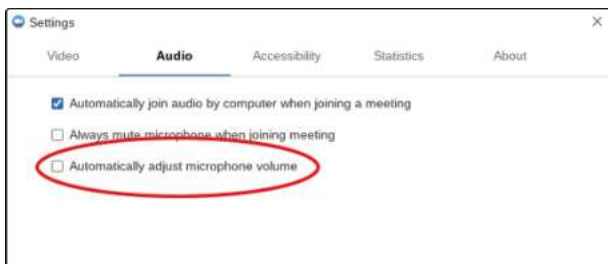 Settings
Video Audio Accessibility Statistics About
Automatically join audio by computer when joining a meeting
Always mute microphone when joining meeting
Automatically adjust microphone volume